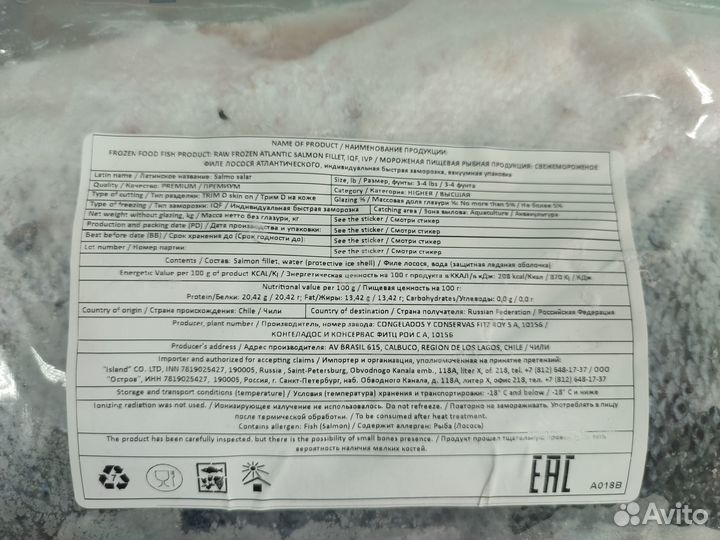 NAME OF PRODUCT / НАИМЕНОВАНИЕ ПРОДУКЦИИ:
FROZEN FOOD FISH PRODUCT: RAW FROZEN ATLANTIC SALMON FILLET, IQF, IVP / МОРОЖЕНАЯ ПИЩЕВАЯ РЫБНАЯ ПРОДУКЦИЯ: СВЕЖЕМОРОЖЕНОЕ
ФИЛЕ ЛОСОСЯ АТЛАНТИЧЕСКОГО, индивидуальная быстрая заморозка, вакуумная упаковка
Latin name / Латинское название: Salmo salar
Size, lb / Размер, фунты: 3-4 lbs / 3-4 фунта
Quality / Качество: PREMIUM / ПРЕМИУМ
Category / Категория: HIGHER / ВЫСШАЯ
Type of cutting / Тип разделки: TRIM D skin on / Трим D на коже
Glazing % / Массовая доля глазури %: No more than 5% / Не более 5%
Type of freezing / Тип заморозки: IQF / Индивидуальная быстрая заморозка
Catching area / Зона вылова: Aquaculture / Аквакультура
Net weight without glazing, kg / Масса нетто без глазури, кг
See the sticker / Смотри стикер
Production and packing date (PD) / Дата производства и упаковки:
See the sticker / Смотри стикер
Best before date (BB) / Срок хранения до (Срок годности до):
See the sticker / Смотри стикер
Lot number / Номер партии:
See the sticker / Смотри стикер
Contents / Состав: Salmon fillet, water (protective ice shell) / Филе лосося, вода (защитная ледяная оболочка)
Energetic Value per 100 g of product KCAL/Kj / Энергетическая ценность на 100 г продукта в ККАЛ/в кДж: 208 kcal/Ккал / 870 Kj / КДж
Nutritional value per 100 g / Пищевая ценность на 100 г:
Protein/Белки: 20,42 g / 20,42 г; Fat/Жиры: 13,42 g / 13,42 г; Carbohydrates/Углеводы: 0,0 g / 0,0 г
Country of origin / Страна происхождения: Chile / Чили
Country of destination / Страна получателя: Russian Federation / Российская Федерация
Producer, plant number / Производитель, номер завода: CONGELADOS Y CONSERVAS FITZ ROY S A, 10156 /
КОНГЕЛАДОС И КОНСЕРВАС ФИТЦ РОИ С А, 10156
Producer's address / Адрес производителя: AV BRASIL 615, CALBUCO, REGION DE LOS LAGOS, CHILE / ЧИЛИ
Importer and authorized for accepting claims / Импортер и организация, уполномоченная на принятие претензий:
"Island" CO. LTD, INN 7819025427, 190005, Russia, Saint-Petersburg, Obvodnogo Kanala emb., 118A, liter X, of. 218, tel. +7 (812) 648-17-37 / ООО
"Остров", ИНН 7819025427, 190005, Россия, г. Санкт-Петербург, наб. Обводного Канала, д. 118А, литер Х, офис 218, тел. +7 (812) 648-17-37
Storage and transport conditions (temperature) / Условия (температура) хранения и транспортировки: -18° C and below / -18° С и ниже
Ionizing radiation was not used. / Ионизирующее излучение не использовалось. Do not refreeze. / Повторно не замораживать. Употреблять в пищу
после термической обработки. / To be consumed after heat treatment.
Contains allergen: Fish (Salmon) / Содержит аллерген: Рыба (Лосось)
The product has been carefully inspected, but there is the possibility of small bones presence. / Продукт прошел тщательную
вероятность наличия мелких костей.
7
EAC
A018B
Avito